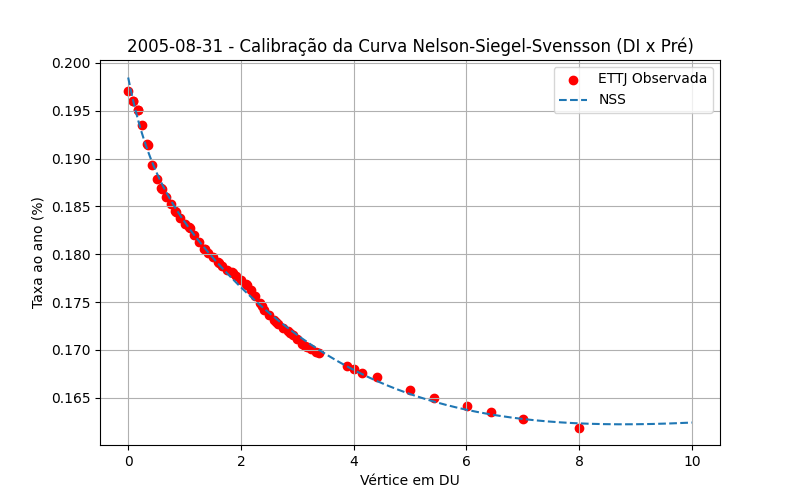 2005-08-31 - Calibração da Curva Nelson-Siegel-Svensson (DI x Pré)
ETTJ Observada
NSS
Taxa ao ano (%)
0.200
0.195
0.190
0.185
0.180
0.175
0.170
0.165
0 2 4 6 8 10
Vértice em DU